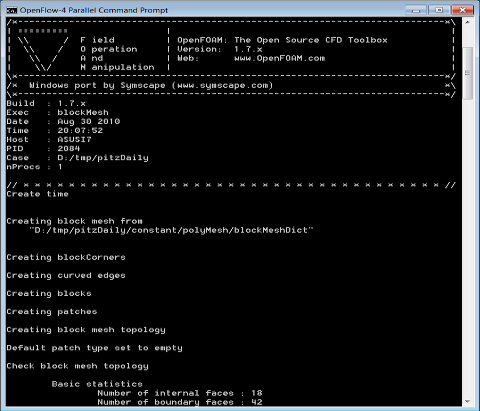 OpenFlow-4 Parallel Command Prompt
/*---------------------------------------------------------------------------*\
| ========= | |
| \\ / F ield | OpenFOAM: The Open Source CFD Toolbox |
| \\ / O peration | Version: 1.7.x |
| \\ / A nd | Web: www.OpenFOAM.com |
| \\/ M anipulation | |
\*---------------------------------------------------------------------------*/
/* Windows port by Symscape (www.symscape.com) *\
\*---------------------------------------------------------------------------*/
Build : 1.7.x
Exec : blockMesh
Date : Aug 30 2010
Time : 20:07:52
Host : ASUSI7
PID : 2084
Case : D:/tmp/pitzDaily
nProcs : 1
// * * * * * * * * * * * * * * * * * * * * * * * * * * * * * * * * * * * * * //
Create time
Creating block mesh from
"D:/tmp/pitzDaily/constant/polyMesh/blockMeshDict"
Creating blockCorners
Creating curved edges
Creating blocks
Creating patches
Creating block mesh topology
Default patch type set to empty
Check block mesh topology
Basic statistics
Number of internal faces : 18
Number of boundary faces : 42